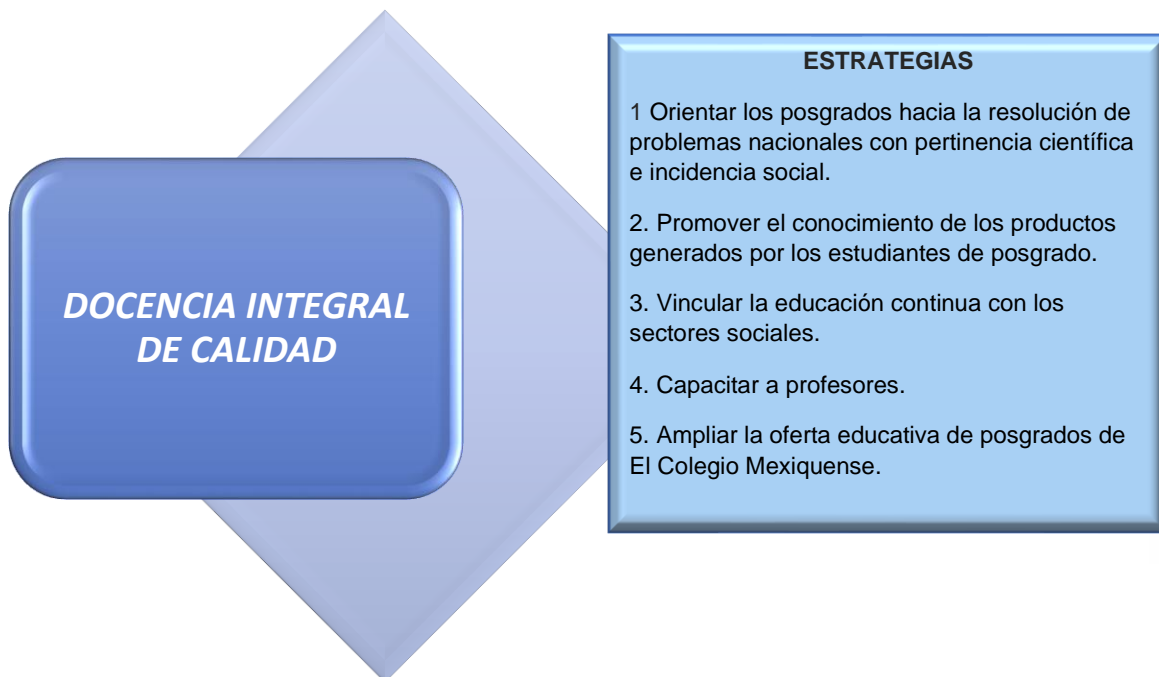 DOCENCIA INTEGRAL
DE CALIDAD
ESTRATEGIAS
1 Orientar los posgrados hacia la resolución de
problemas nacionales con pertinencia científica
e incidencia social.
2. Promover el conocimiento de los productos
generados por los estudiantes de posgrado.
3. Vincular la educación continua con los
sectores sociales.
4. Capacitar a profesores.
5. Ampliar la oferta educativa de posgrados de
El Colegio Mexiquense.